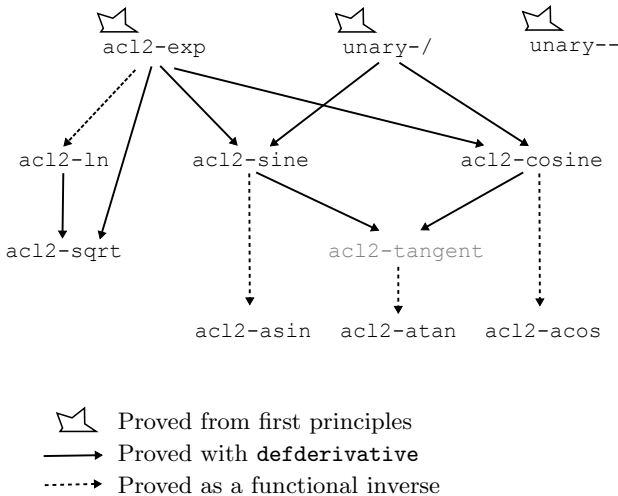 acl2-exp unary-/ unary--
acl2-ln acl2-sine acl2-cosine
acl2-sqrt acl2-tangent
acl2-asin acl2-atan acl2-acos
Proved from first principles
Proved with defderivative
Proved as a functional inverse